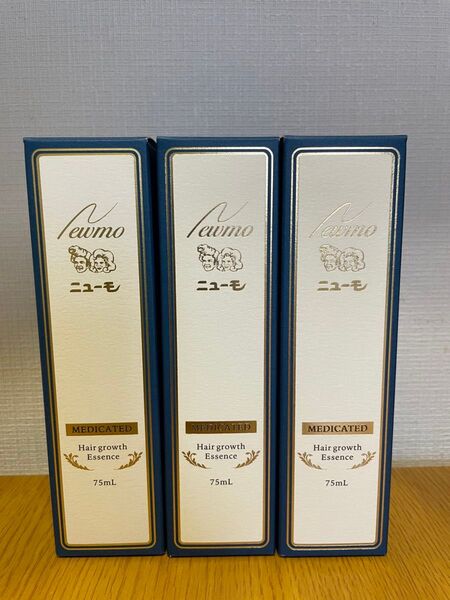 Newmo
ニューモ
MEDICATED
Hair growth
Essence
75mL
Newmo
ニューモ
MEDICATED
Hair growth
Essence
75mL
Newmo
ニューモ
MEDICATED
Hair growth
Essence
75mL